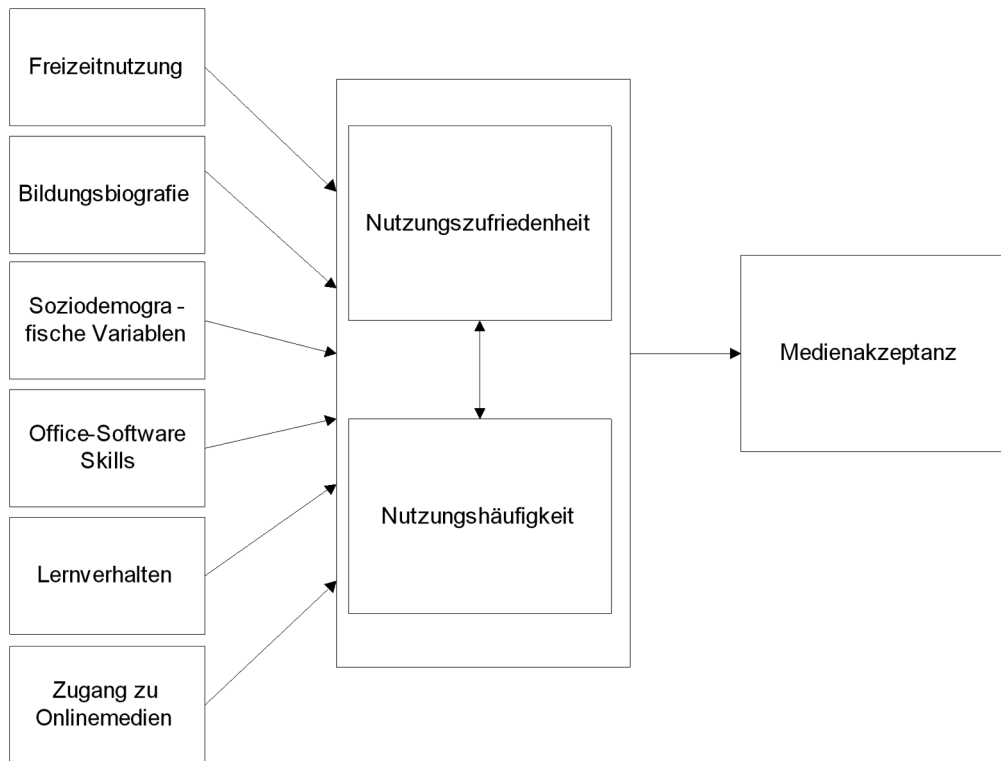 Freizeitnutzung
Bildungsbiografie
Soziodemogra -
fische Variablen
Office-Software
Skills
Lernverhalten
Zugang zu
Onlinemedien
Nutzungszufriedenheit
Nutzungshäufigkeit
Medienakzeptanz